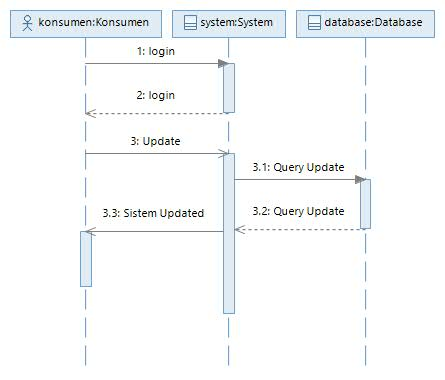 konsumen:Konsumen
system:System
database:Database
1: login
2: login
3: Update
3.1: Query Update
3.2: Query Update
3.3: Sistem Updated